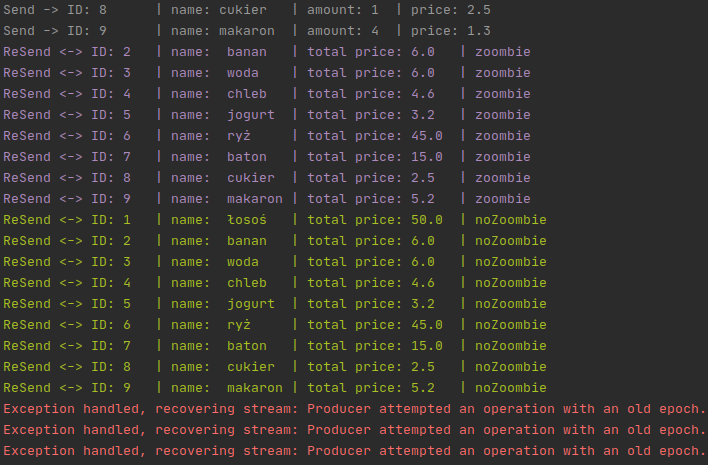 Send -> ID: 8 | name: cukier | amount: 1 | price: 2.5
Send -> ID: 9 | name: makaron | amount: 4 | price: 1.3
ReSend <-> ID: 2 | name: banan | total price: 6.0 | zoombie
ReSend <-> ID: 3 | name: woda | total price: 6.0 | zoombie
ReSend <-> ID: 4 | name: chleb | total price: 4.6 | zoombie
ReSend <-> ID: 5 | name: jogurt | total price: 3.2 | zoombie
ReSend <-> ID: 6 | name: ryż | total price: 45.0 | zoombie
ReSend <-> ID: 7 | name: baton | total price: 15.0 | zoombie
ReSend <-> ID: 8 | name: cukier | total price: 2.5 | zoombie
ReSend <-> ID: 9 | name: makaron | total price: 5.2 | zoombie
ReSend <-> ID: 1 | name: łosoś | total price: 50.0 | noZoombie
ReSend <-> ID: 2 | name: banan | total price: 6.0 | noZoombie
ReSend <-> ID: 3 | name: woda | total price: 6.0 | noZoombie
ReSend <-> ID: 4 | name: chleb | total price: 4.6 | noZoombie
ReSend <-> ID: 5 | name: jogurt | total price: 3.2 | noZoombie
ReSend <-> ID: 6 | name: ryż | total price: 45.0 | noZoombie
ReSend <-> ID: 7 | name: baton | total price: 15.0 | noZoombie
ReSend <-> ID: 8 | name: cukier | total price: 2.5 | noZoombie
ReSend <-> ID: 9 | name: makaron | total price: 5.2 | noZoombie
Exception handled, recovering stream: Producer attempted an operation with an old epoch.
Exception handled, recovering stream: Producer attempted an operation with an old epoch.
Exception handled, recovering stream: Producer attempted an operation with an old epoch.